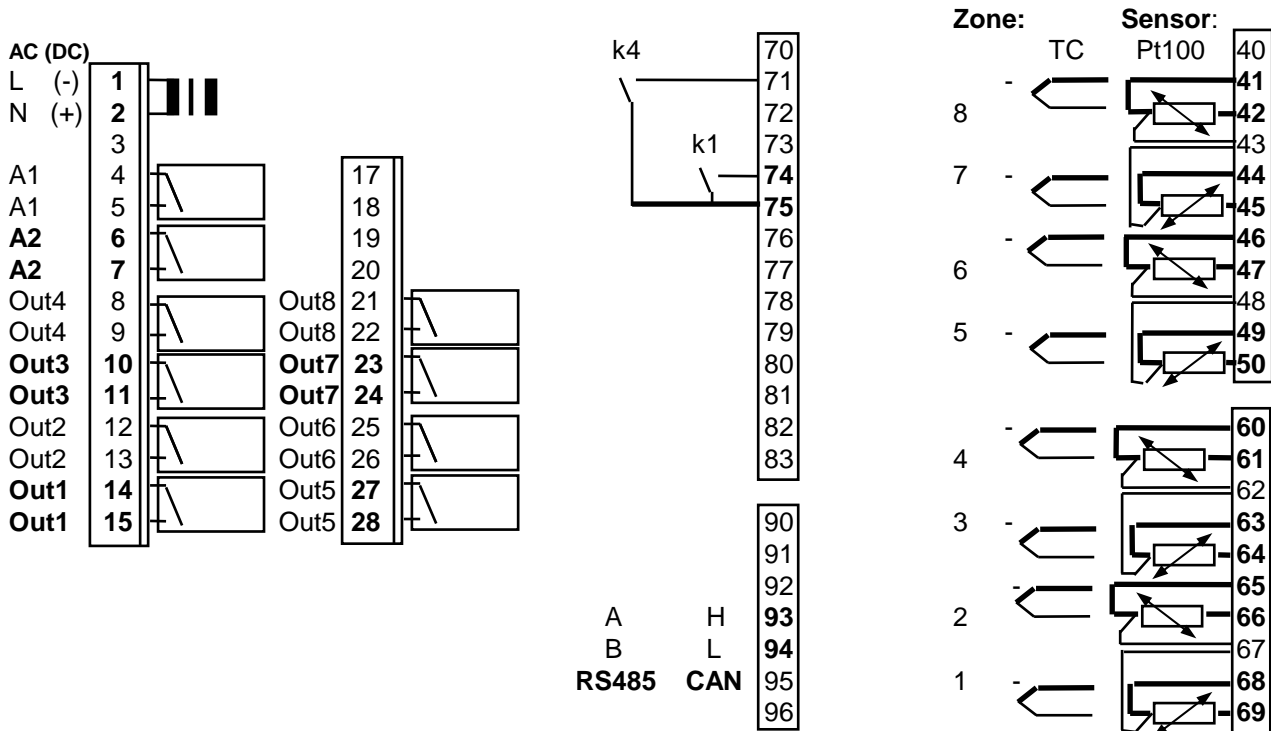 AC (DC)
L (-) 1
N (+) 2
3
A1 4
A1 5
A2 6
A2 7
Out4 8
Out4 9
Out3 10
Out3 11
Out2 12
Out2 13
Out1 14
Out1 15
17
18
19
20
Out8 21
Out8 22
Out7 23
Out7 24
Out6 25
Out6 26
Out5 27
Out5 28
k4
k1
70
71
72
73
74
75
76
77
78
79
80
81
82
83
90
91
92
A H 93
B L 94
RS485 CAN 95
96
Zone: Sensor:
TC Pt100 40
- 41
8 42
43
7 - 44
45
- 46
6 47
48
5 - 49
50
- 60
4 61
62
3 - 63
64
- 65
2 66
67
1 - 68
69